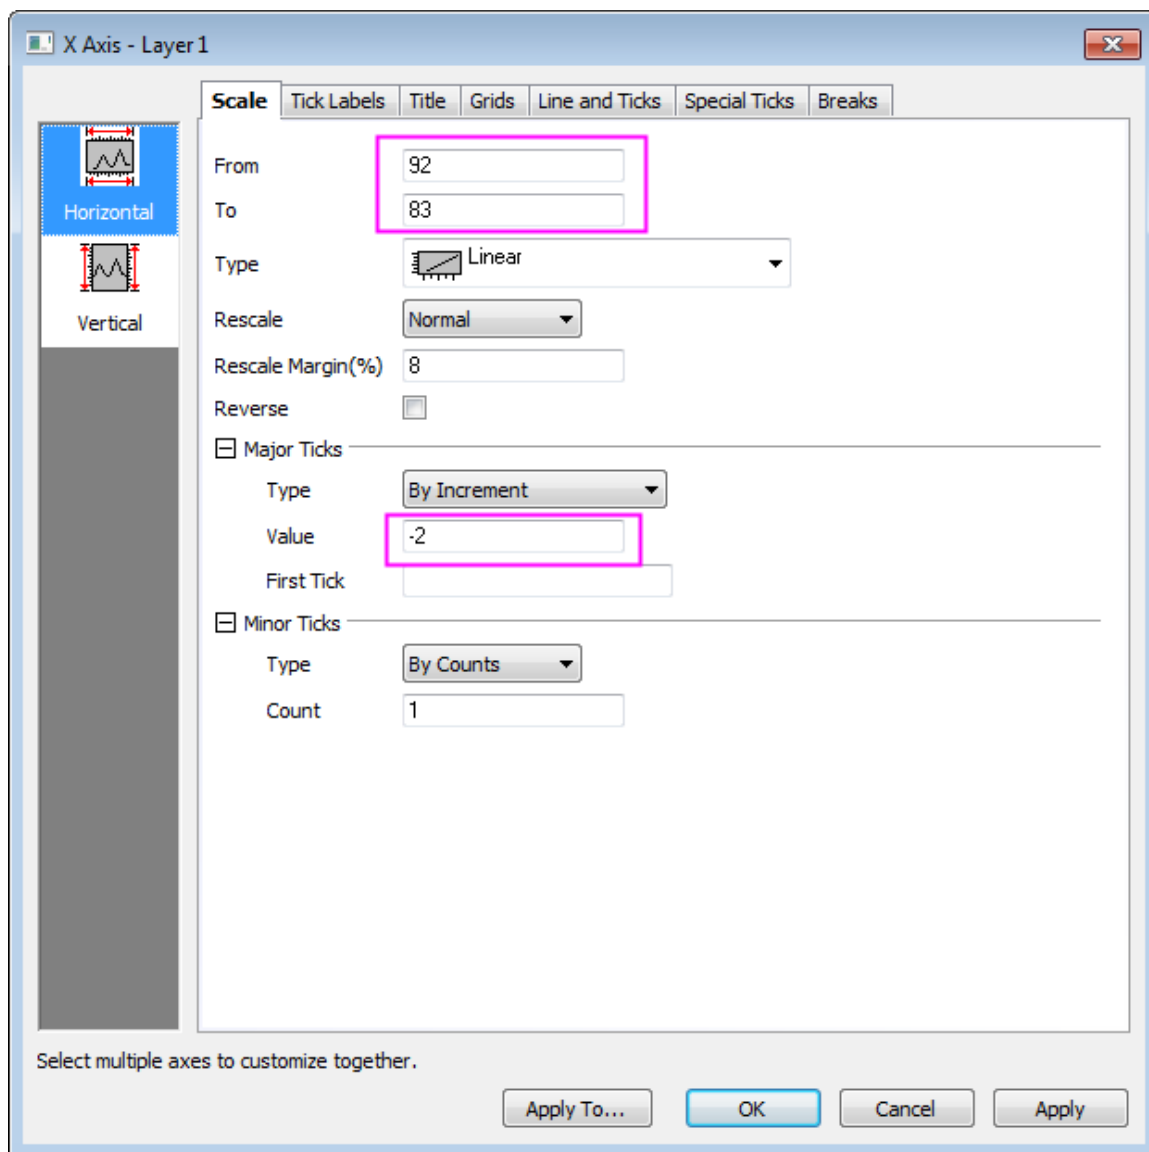 X Axis - Layer 1
Scale Tick Labels Title Grids Line and Ticks Special Ticks Breaks
Horizontal
Vertical
From 92
To 83
Type Linear
Rescale Normal
Rescale Margin(%) 8
Reverse
Major Ticks
Type By Increment
Value -2
First Tick
Minor Ticks
Type By Counts
Count 1
Select multiple axes to customize together.
Apply To... OK Cancel Apply